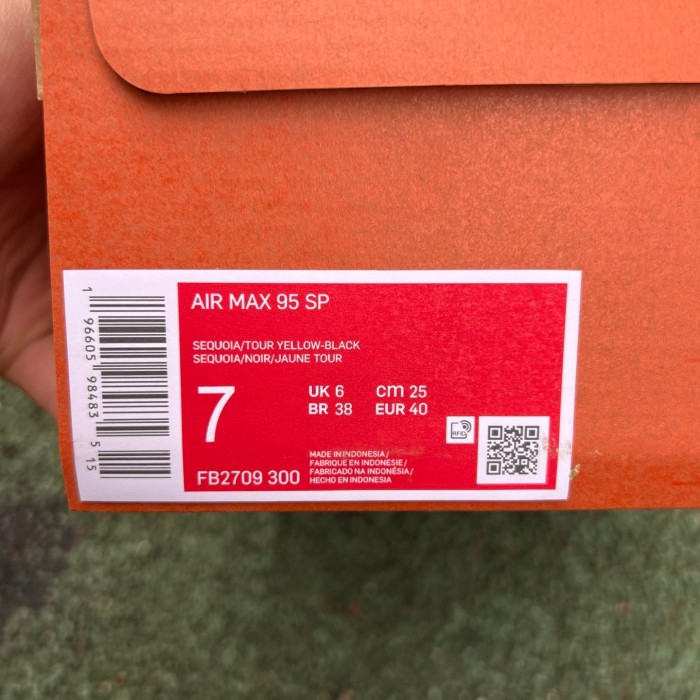 AIR MAX 95 SP
SEQUOIA/TOUR YELLOW-BLACK
SEQUOIA/NOIR/JAUNE TOUR
7
UK 6 cm 25
BR 38 EUR 40
RFID
FB2709 300
MADE IN INDONESIA /
FABRIQUE EN INDONESIE /
FABRICADO NA INDONÉSIA /
HECHO EN INDONESIA
1 96605 98483 5 15